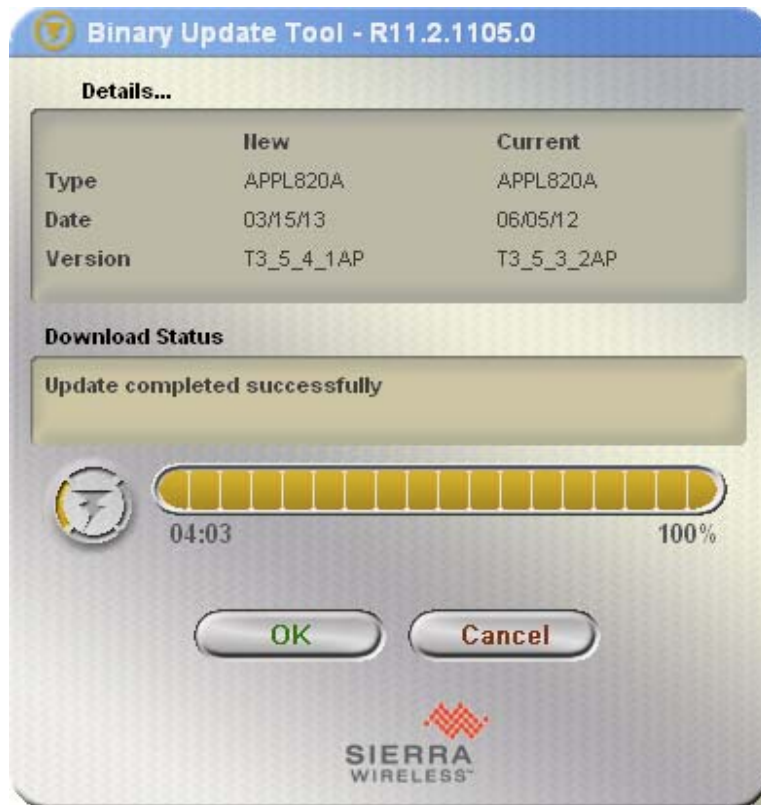 Binary Update Tool - R11.2.1105.0
Details...
New Current
Type APPL820A APPL820A
Date 03/15/13 06/05/12
Version T3_5_4_1AP T3_5_3_2AP
Download Status
Update completed successfully
04:03 100%
OK Cancel
SIERRA
WIRELESS™